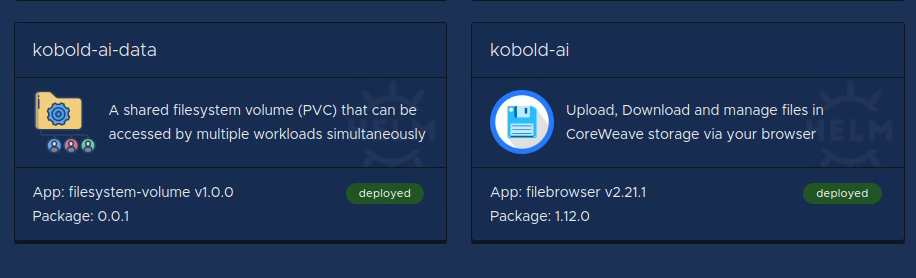 kobold-ai-data
A shared filesystem volume (PVC) that can be
accessed by multiple workloads simultaneously
HELM
App: filesystem-volume v1.0.0
deployed
Package: 0.0.1
kobold-ai
Upload, Download and manage files in
CoreWeave storage via your browser
HELM
App: filebrowser v2.21.1
deployed
Package: 1.12.0